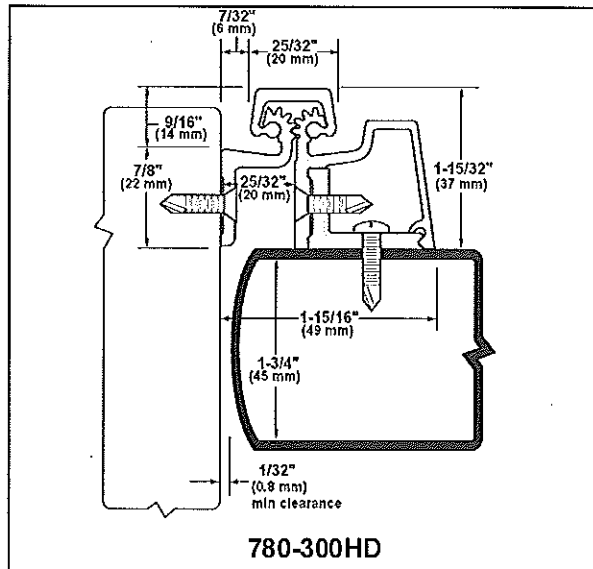 7/32"
(6 mm)
25/32"
(20 mm)
9/16"
(14 mm)
7/8"
(22 mm)
25/32"
(20 mm)
1-15/32"
(37 mm)
1-15/16"
(49 mm)
1-3/4"
(45 mm)
1/32"
(0.8 mm)
min clearance
780-300HD